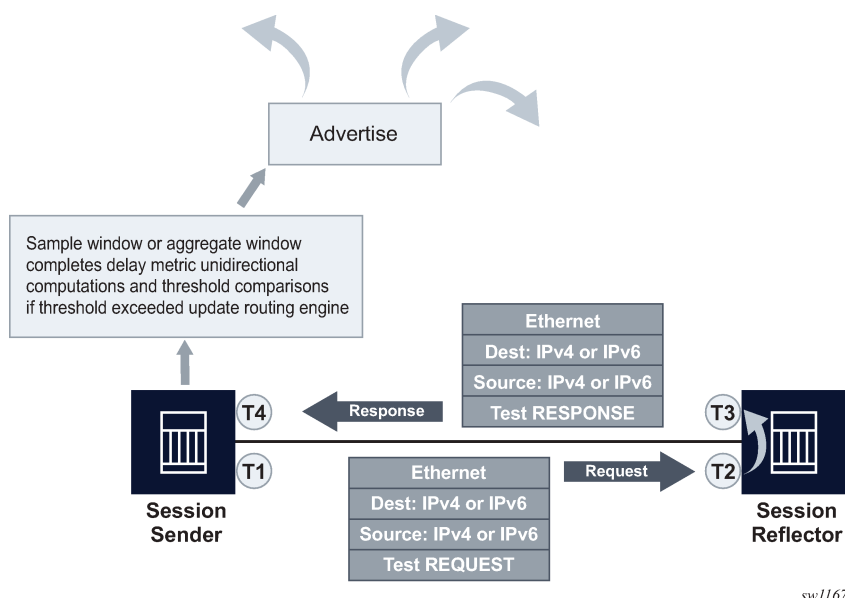 Advertise
Sample window or aggregate window
completes delay metric unidirectional
computations and threshold comparisons
if threshold exceeded update routing engine
Ethernet
Dest: IPv4 or IPv6
Source: IPv4 or IPv6
Test RESPONSE
T4
Response
T3
T1
Ethernet
Dest: IPv4 or IPv6
Source: IPv4 or IPv6
Test REQUEST
Request
T2
Session
Sender
Session
Reflector
sw1167